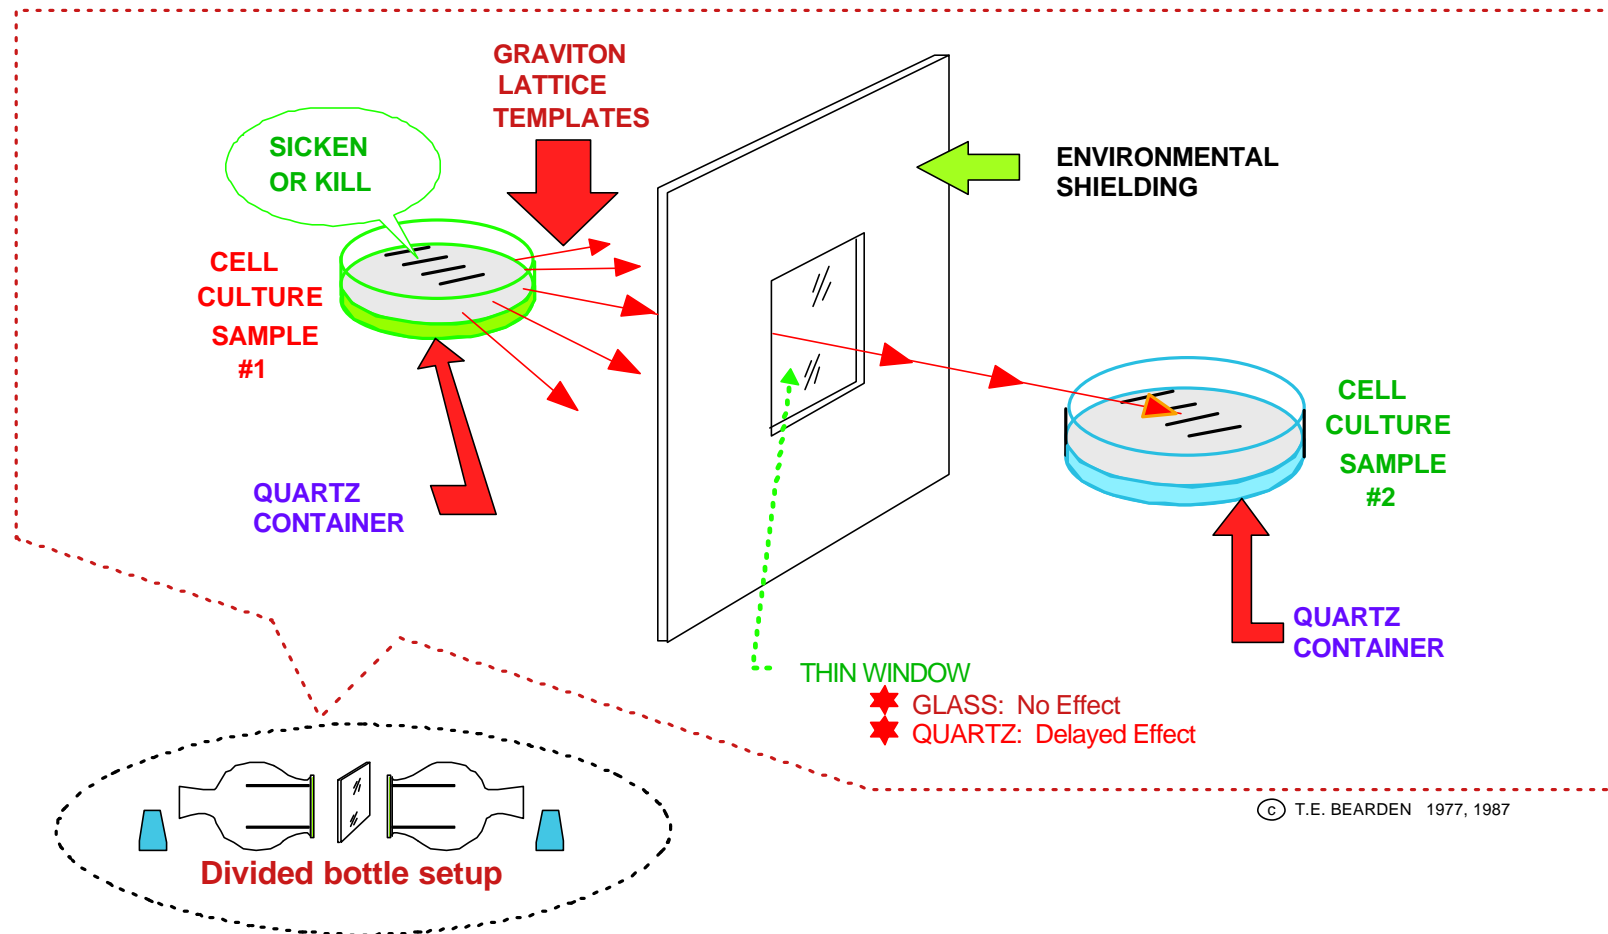 GRAVITON
LATTICE
TEMPLATES
SICKEN
OR KILL
ENVIRONMENTAL
SHIELDING
CELL
CULTURE
SAMPLE
#1
CELL
CULTURE
SAMPLE
#2
QUARTZ
CONTAINER
QUARTZ
CONTAINER
THIN WINDOW
GLASS: No Effect
QUARTZ: Delayed Effect
© T.E. BEARDEN 1977, 1987
Divided bottle setup